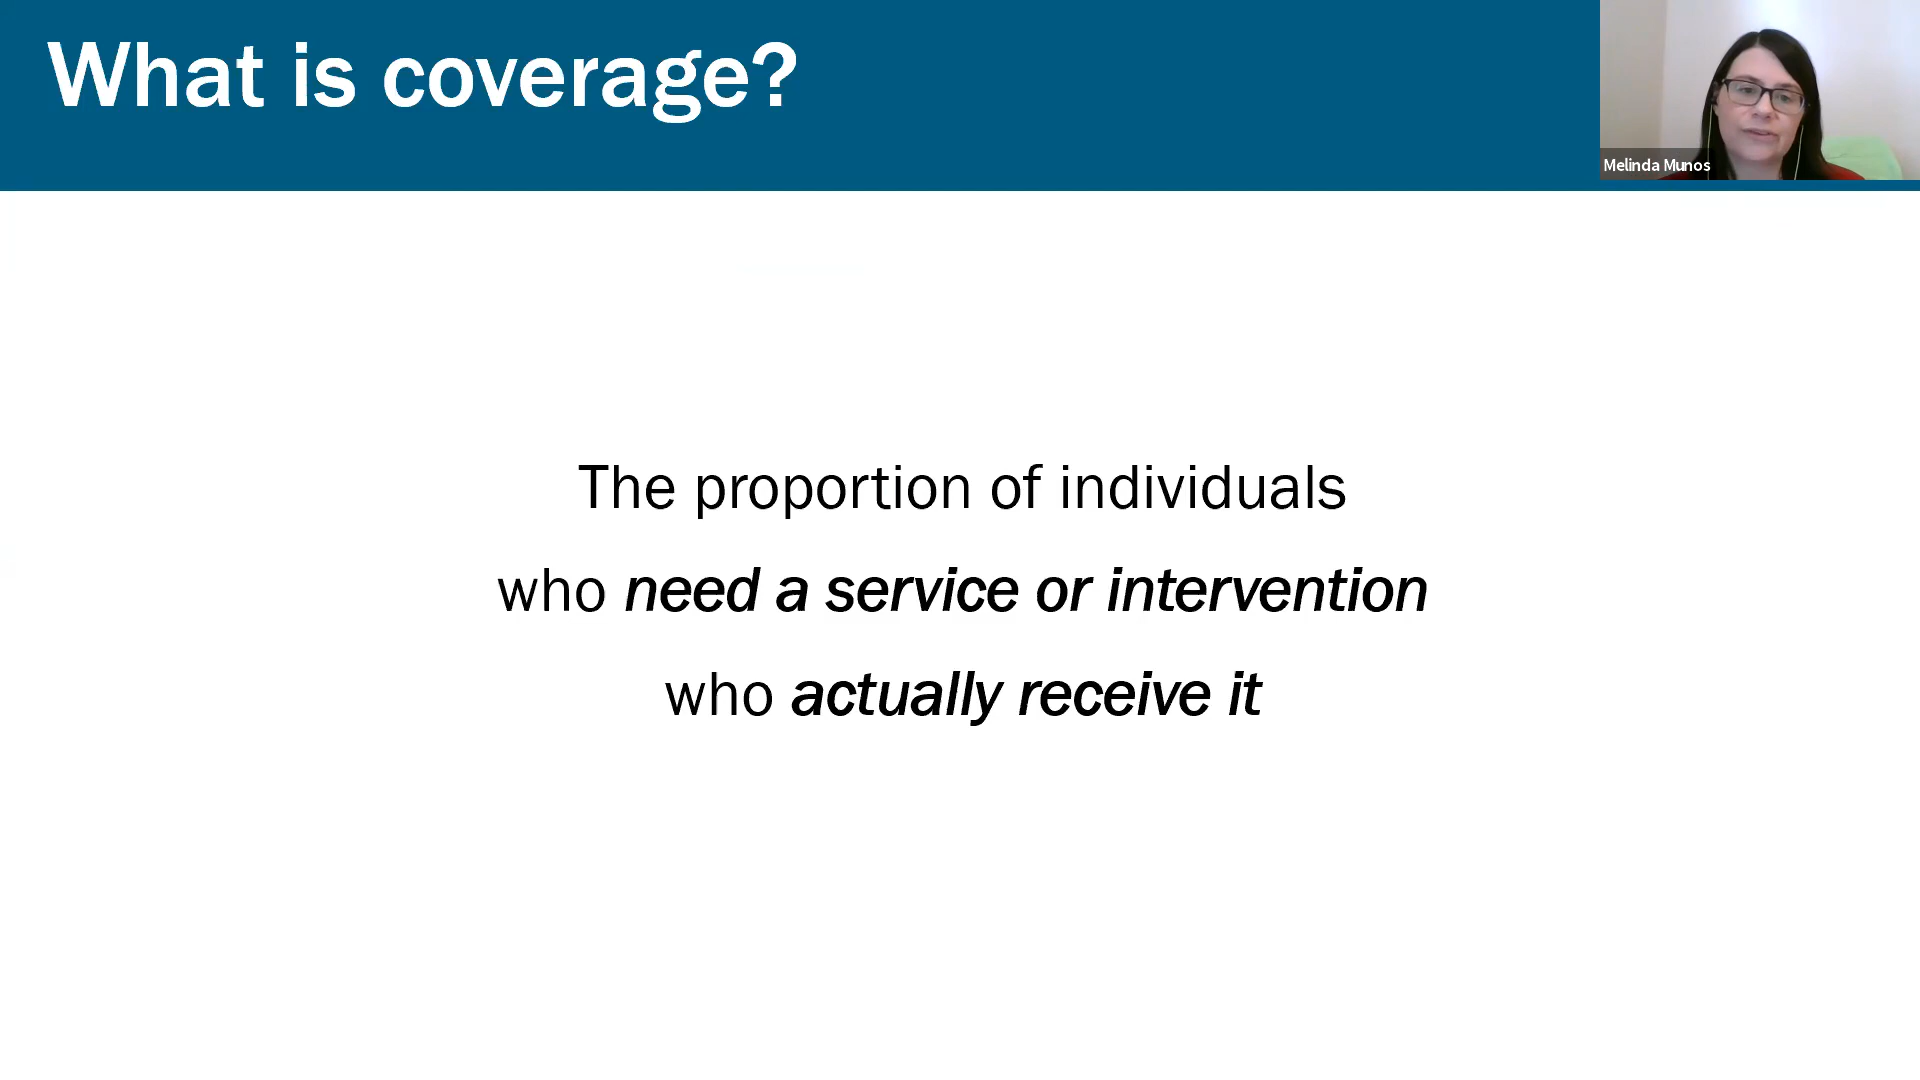 What is coverage?
Melinda Munos
The proportion of individuals
who need a service or intervention
who actually receive it